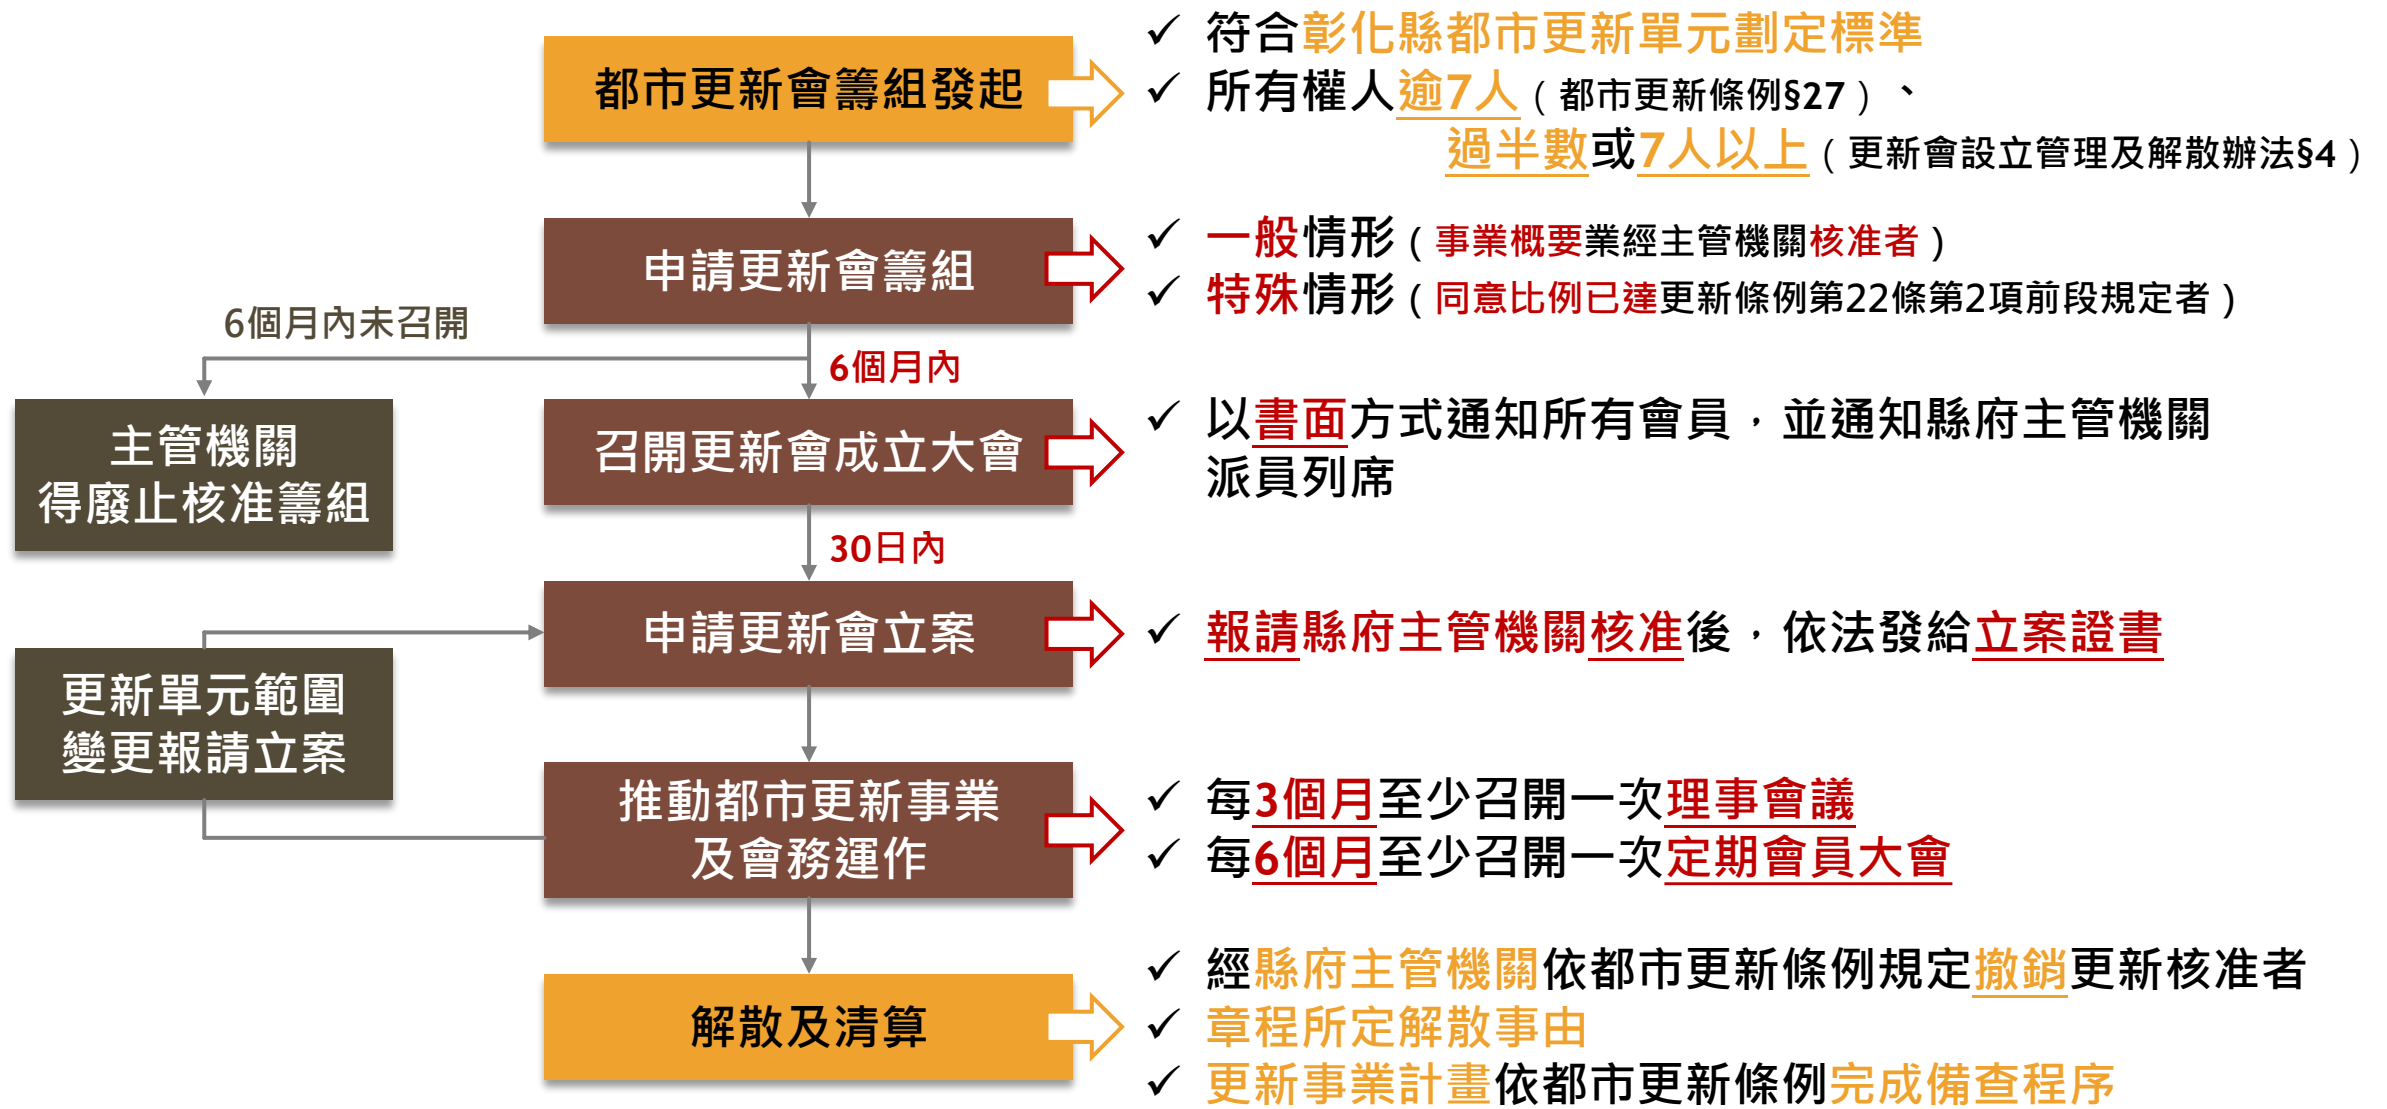 都市更新會籌組發起
✓ 符合彰化縣都市更新單元劃定標準
✓ 所有權人逾7人（都市更新條例§27）、
過半數或7人以上（更新會設立管理及解散辦法§4）
申請更新會籌組
✓ 一般情形（事業概要業經主管機關核准者）
✓ 特殊情形（同意比例已達更新條例第22條第2項前段規定者）
6個月內未召開
6個月內
主管機關
得廢止核准籌組
召開更新會成立大會
✓ 以書面方式通知所有會員，並通知縣府主管機關
派員列席
30日內
申請更新會立案
✓ 報請縣府主管機關核准後，依法發給立案證書
更新單元範圍
變更報請立案
推動都市更新事業
及會務運作
✓ 每3個月至少召開一次理事會議
✓ 每6個月至少召開一次定期會員大會
解散及清算
✓ 經縣府主管機關依都市更新條例規定撤銷更新核准者
✓ 章程所定解散事由
✓ 更新事業計畫依都市更新條例完成備查程序